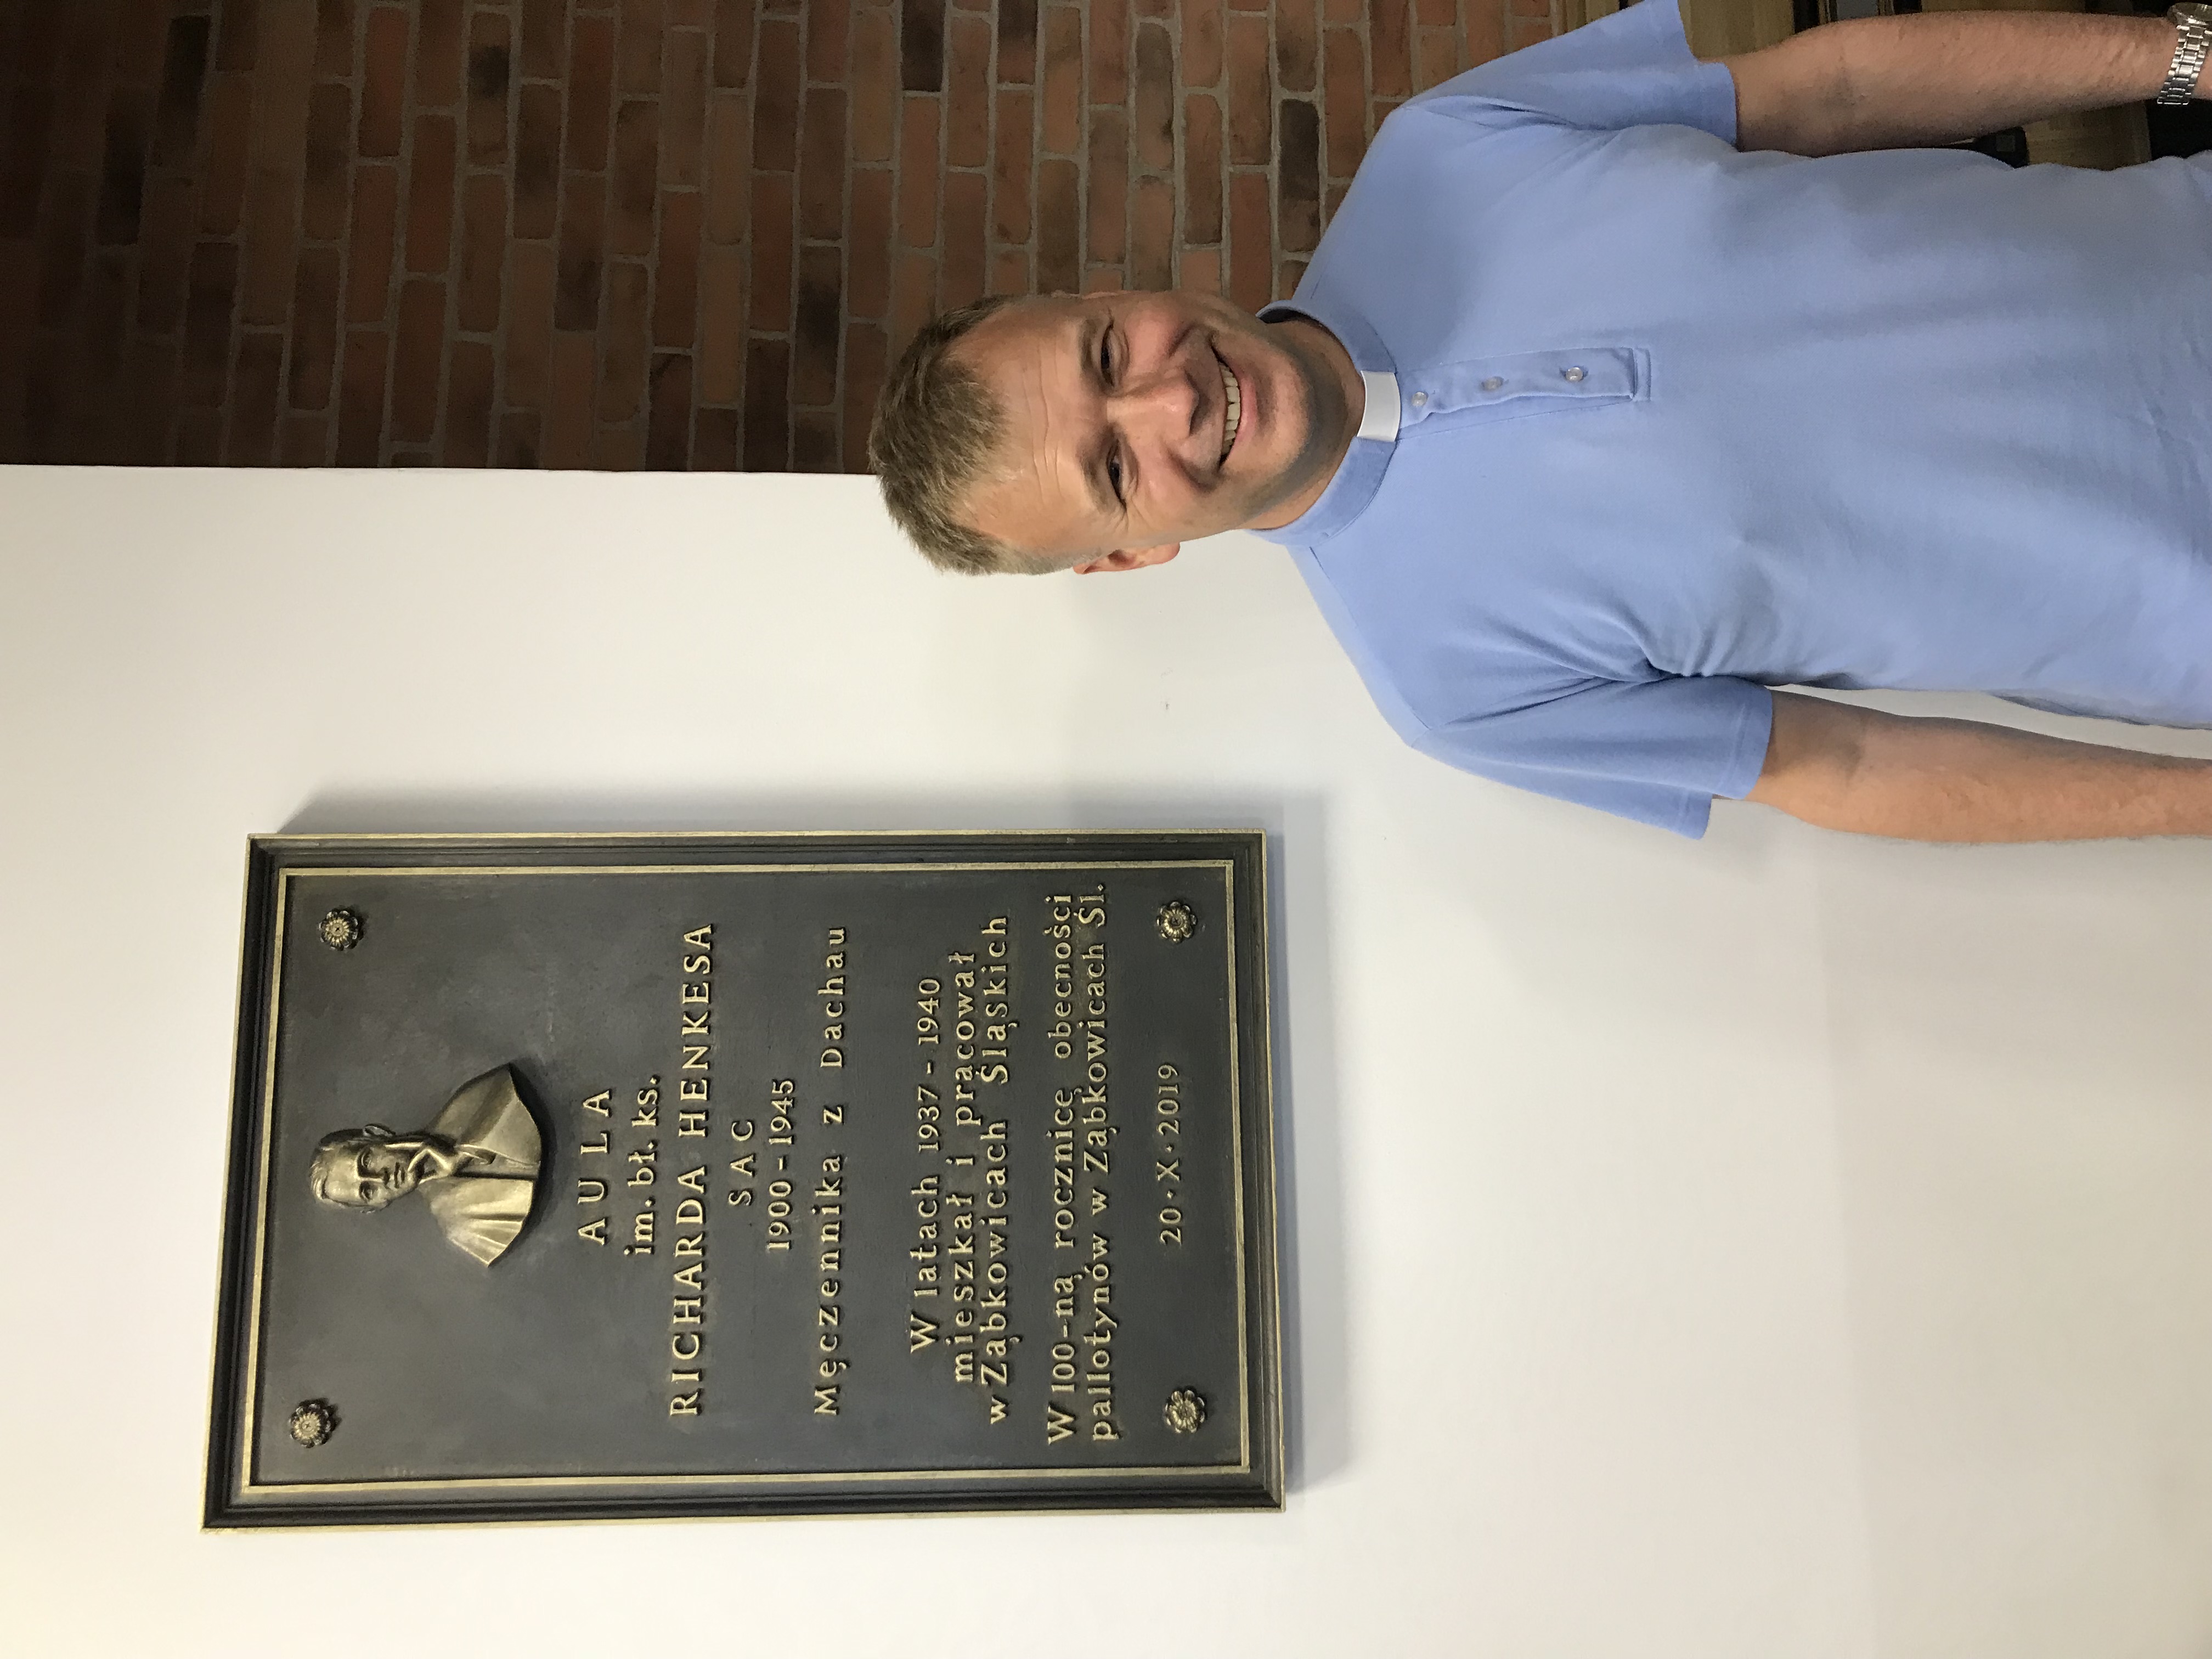 AULA
im. bł. ks.
RICHARDA HENKESA
SAC
1900-1945
Męczennika z Dachau
W latach 1937-1940
mieszkał i pracował
w Ząbkowicach Śląskich
W 100-ną rocznicę obecności
pallotynów w Ząbkowicach Śl.
20·X·2019